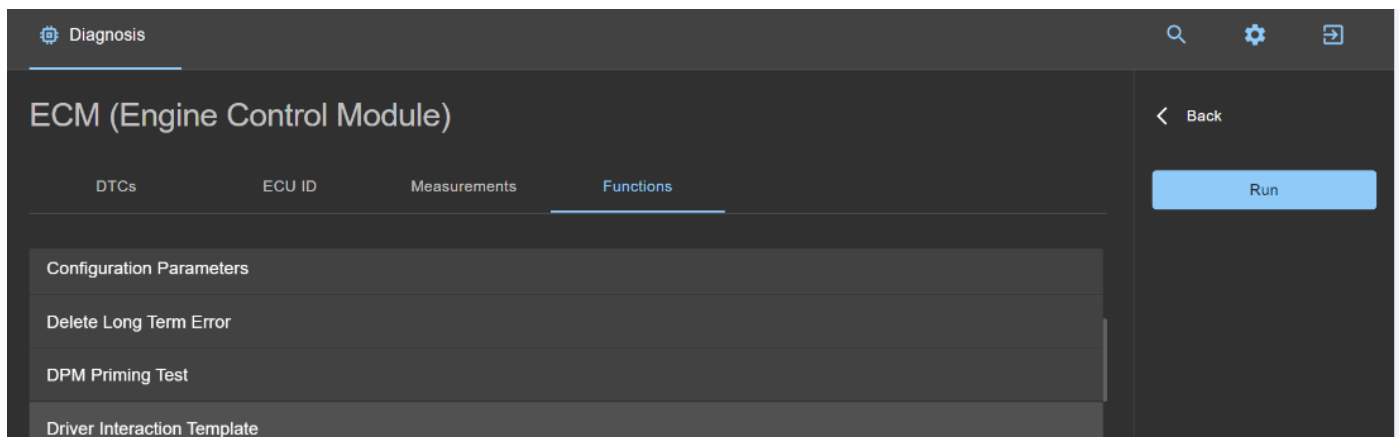 Diagnosis
ECM (Engine Control Module)
Back
DTCs ECU ID Measurements Functions
Run
Configuration Parameters
Delete Long Term Error
DPM Priming Test
Driver Interaction Template